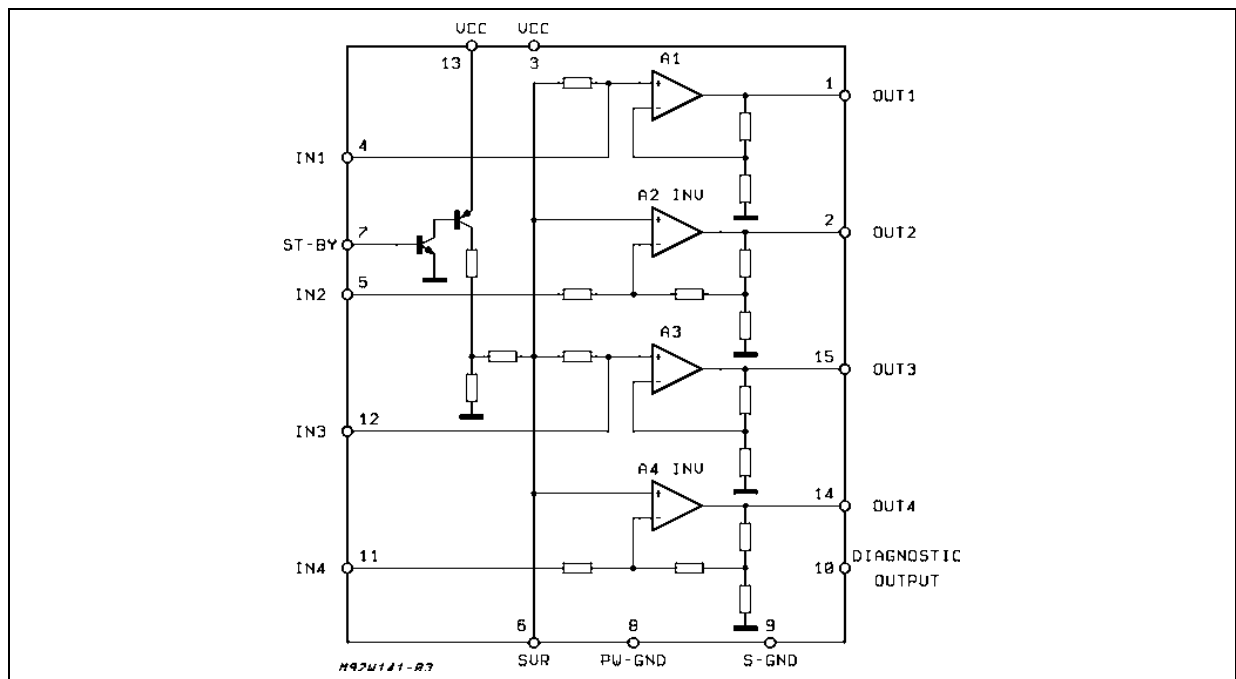 VCC VCC
13 3 A1
1 OUT1
+
-
4
IN1
A2 INV
+
2 OUT2
7
ST-BY
-
5
IN2
A3
+
15 OUT3
-
12
IN3
A4 INV
+
14 OUT4
-
11
IN4
10 DIAGNOSTIC
OUTPUT
6 8 9
SVR PW-GND S-GND
M92W141-03